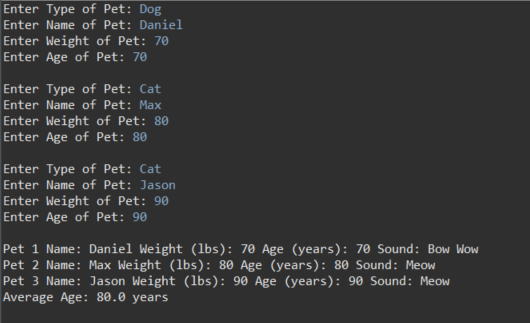 Enter Type of Pet: Dog
Enter Name of Pet: Daniel
Enter Weight of Pet: 70
Enter Age of Pet: 70
Enter Type of Pet: Cat
Enter Name of Pet: Max
Enter Weight of Pet: 80
Enter Age of Pet: 80
Enter Type of Pet: Cat
Enter Name of Pet: Jason
Enter Weight of Pet: 90
Enter Age of Pet: 90
Pet 1 Name: Daniel Weight (lbs): 70 Age (years): 70 Sound: Bow Wow
Pet 2 Name: Max Weight (lbs): 80 Age (years): 80 Sound: Meow
Pet 3 Name: Jason Weight (lbs): 90 Age (years): 90 Sound: Meow
Average Age: 80.0 years